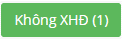 Không XHĐ (1)